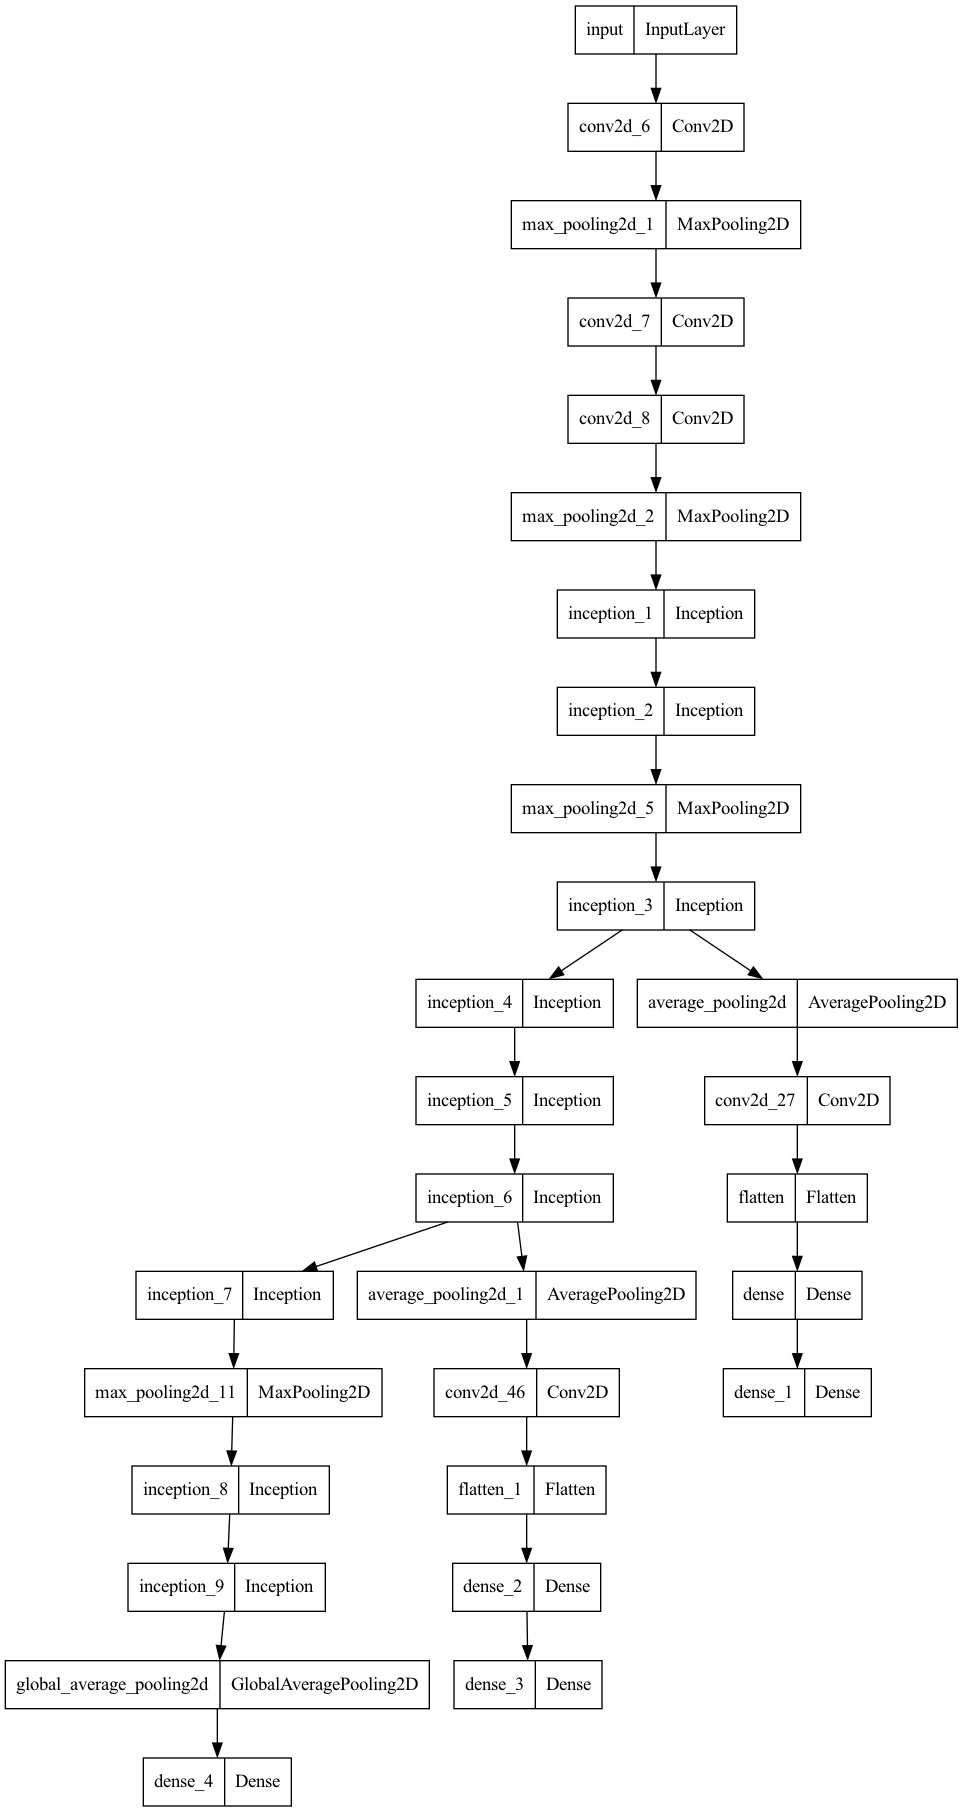 input InputLayer
conv2d_6 Conv2D
max_pooling2d_1 MaxPooling2D
conv2d_7 Conv2D
conv2d_8 Conv2D
max_pooling2d_2 MaxPooling2D
inception_1 Inception
inception_2 Inception
max_pooling2d_5 MaxPooling2D
inception_3 Inception
inception_4 Inception average_pooling2d AveragePooling2D
inception_5 Inception conv2d_27 Conv2D
inception_6 Inception flatten Flatten
inception_7 Inception average_pooling2d_1 AveragePooling2D dense Dense
max_pooling2d_11 MaxPooling2D conv2d_46 Conv2D dense_1 Dense
inception_8 Inception flatten_1 Flatten
inception_9 Inception dense_2 Dense
global_average_pooling2d GlobalAveragePooling2D dense_3 Dense
dense_4 Dense